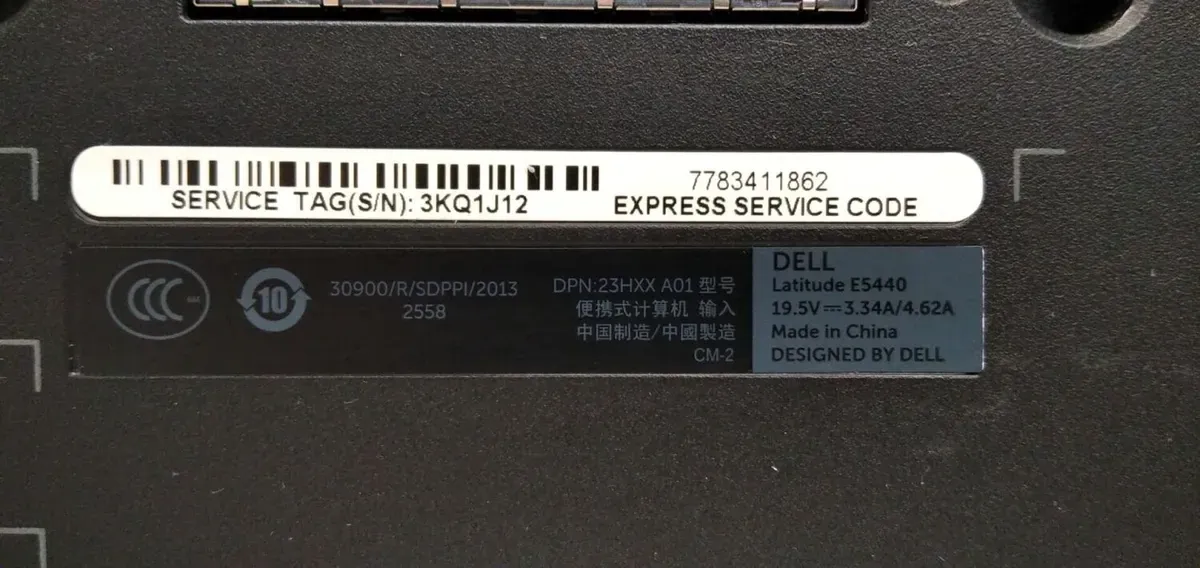 7783411862
SERVICE TAG(S/N): 3KQ1J12
EXPRESS SERVICE CODE
10
30900/R/SDPPI/2013
2558
DPN:23HXX A01 型号
便携式计算机 输入
中国制造/中國製造
CM-2
DELL
Latitude E5440
19.5V⎓3.34A/4.62A
Made in China
DESIGNED BY DELL